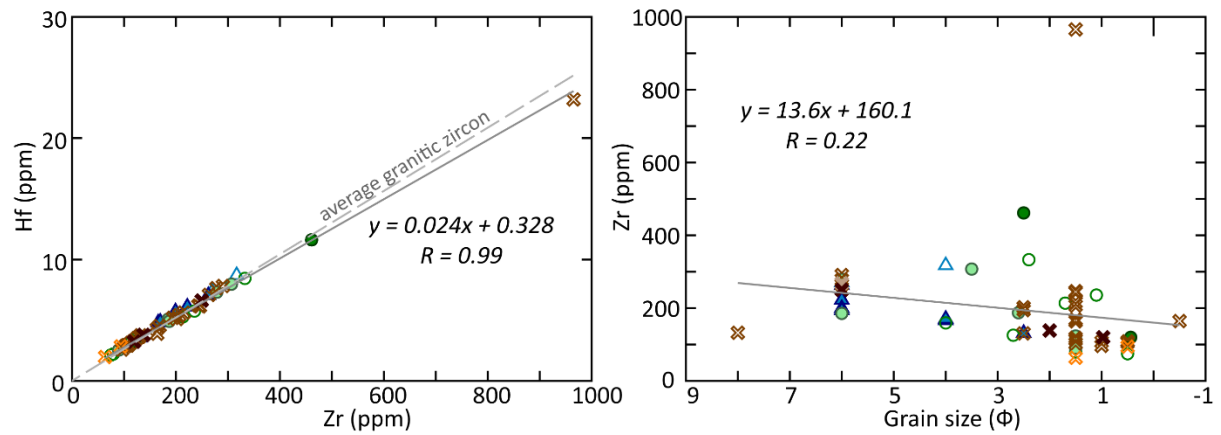 30
20
10
0
Hf (ppm)
average granitic zircon
y = 0.024x + 0.328
R = 0.99
200
400
600
800
1000
Zr (ppm)
1000
800
600
400
200
0
Zr (ppm)
y = 13.6x + 160.1
R = 0.22
9
7
5
3
1
-1
Grain size (Φ)